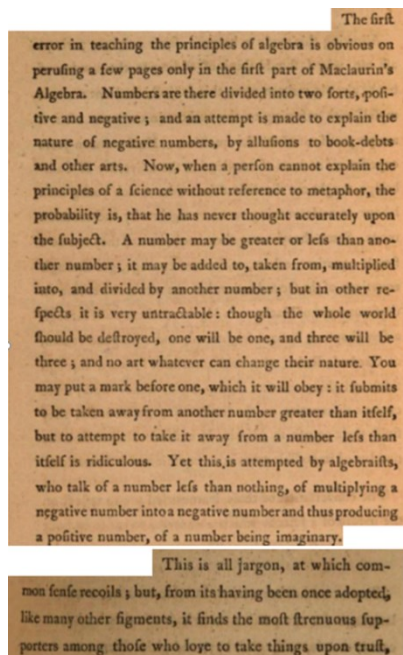 The firſt
error in teaching the principles of algebra is obvious on
peruſing a few pages only in the firſt part of Maclaurin's
Algebra. Numbers are there divided into two ſorts, poſi-
tive and negative; and an attempt is made to explain the
nature of negative numbers, by alluſions to book-debts
and other arts. Now, when a perſon cannot explain the
principles of a ſcience without reference to metaphor, the
probability is, that he has never thought accurately upon
the ſubject. A number may be greater or leſs than ano-
ther number; it may be added to, taken from, multiplied
into, and divided by another number; but in other re-
ſpects it is very untractable: though the whole world
ſhould be deſtroyed, one will be one, and three will be
three; and no art whatever can change their nature. You
may put a mark before one, which it will obey: it ſubmits
to be taken away from another number greater than itſelf,
but to attempt to take it away from a number leſs than
itſelf is ridiculous. Yet this is attempted by algebraiſts,
who talk of a number leſs than nothing, of multiplying a
negative number into a negative number and thus producing
a poſitive number, of a number being imaginary.
This is all jargon, at which com-
mon ſenſe recoils; but, from its having been once adopted,
like many other figments, it finds the moſt ſtrenuous ſup-
porters among thoſe who love to take things upon truſt,